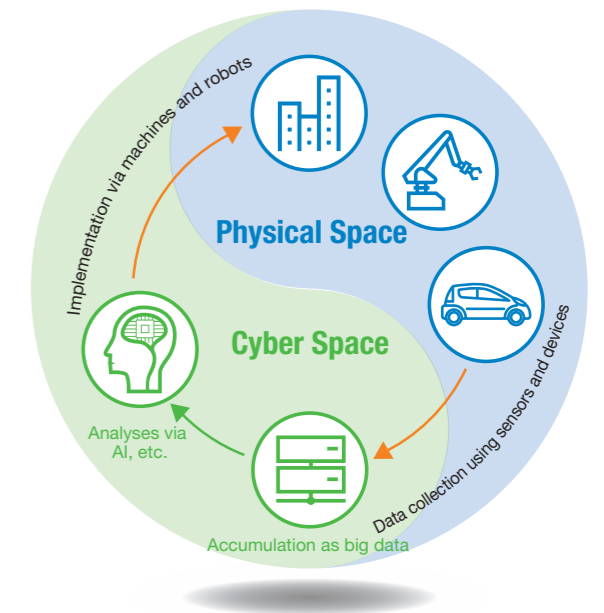 Implementation via machines and robots
Physical Space
Cyber Space
Data collection using sensors and devices
Analyses via
AI, etc.
Accumulation as big data